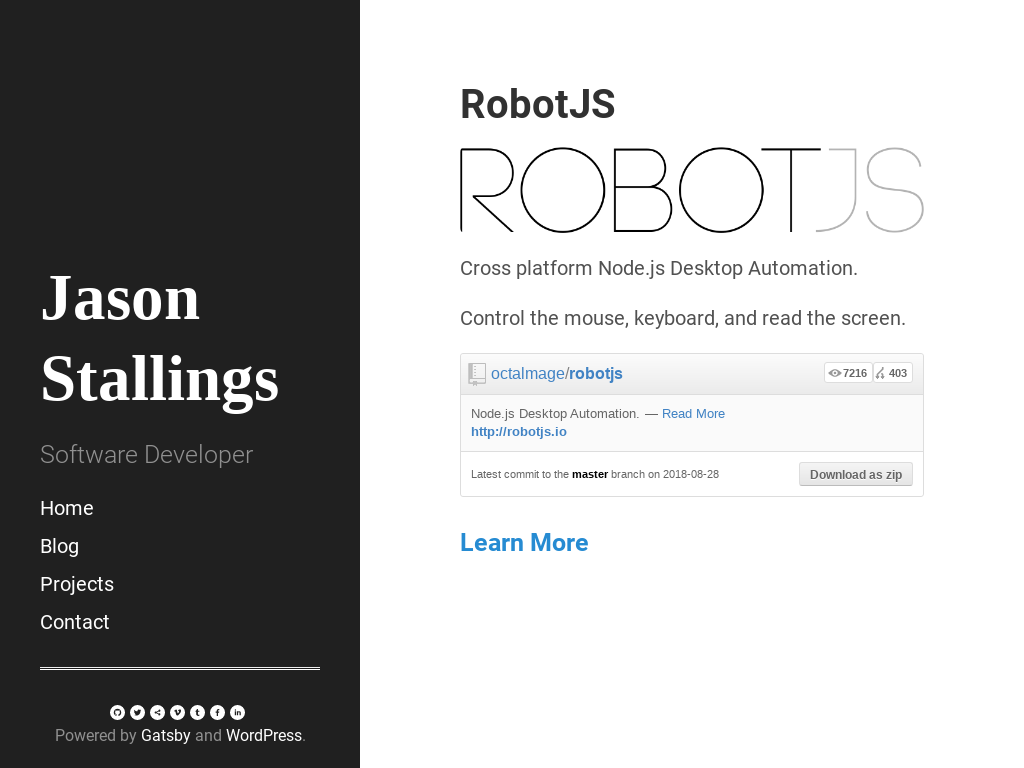 Jason
Stallings
Software Developer
Home
Blog
Projects
Contact
Powered by Gatsby and WordPress.
RobotJS
ROBOTJS
Cross platform Node.js Desktop Automation.
Control the mouse, keyboard, and read the screen.
octalmage/robotjs 7216 403
Node.js Desktop Automation. — Read More
http://robotjs.io
Latest commit to the master branch on 2018-08-28 Download as zip
Learn More